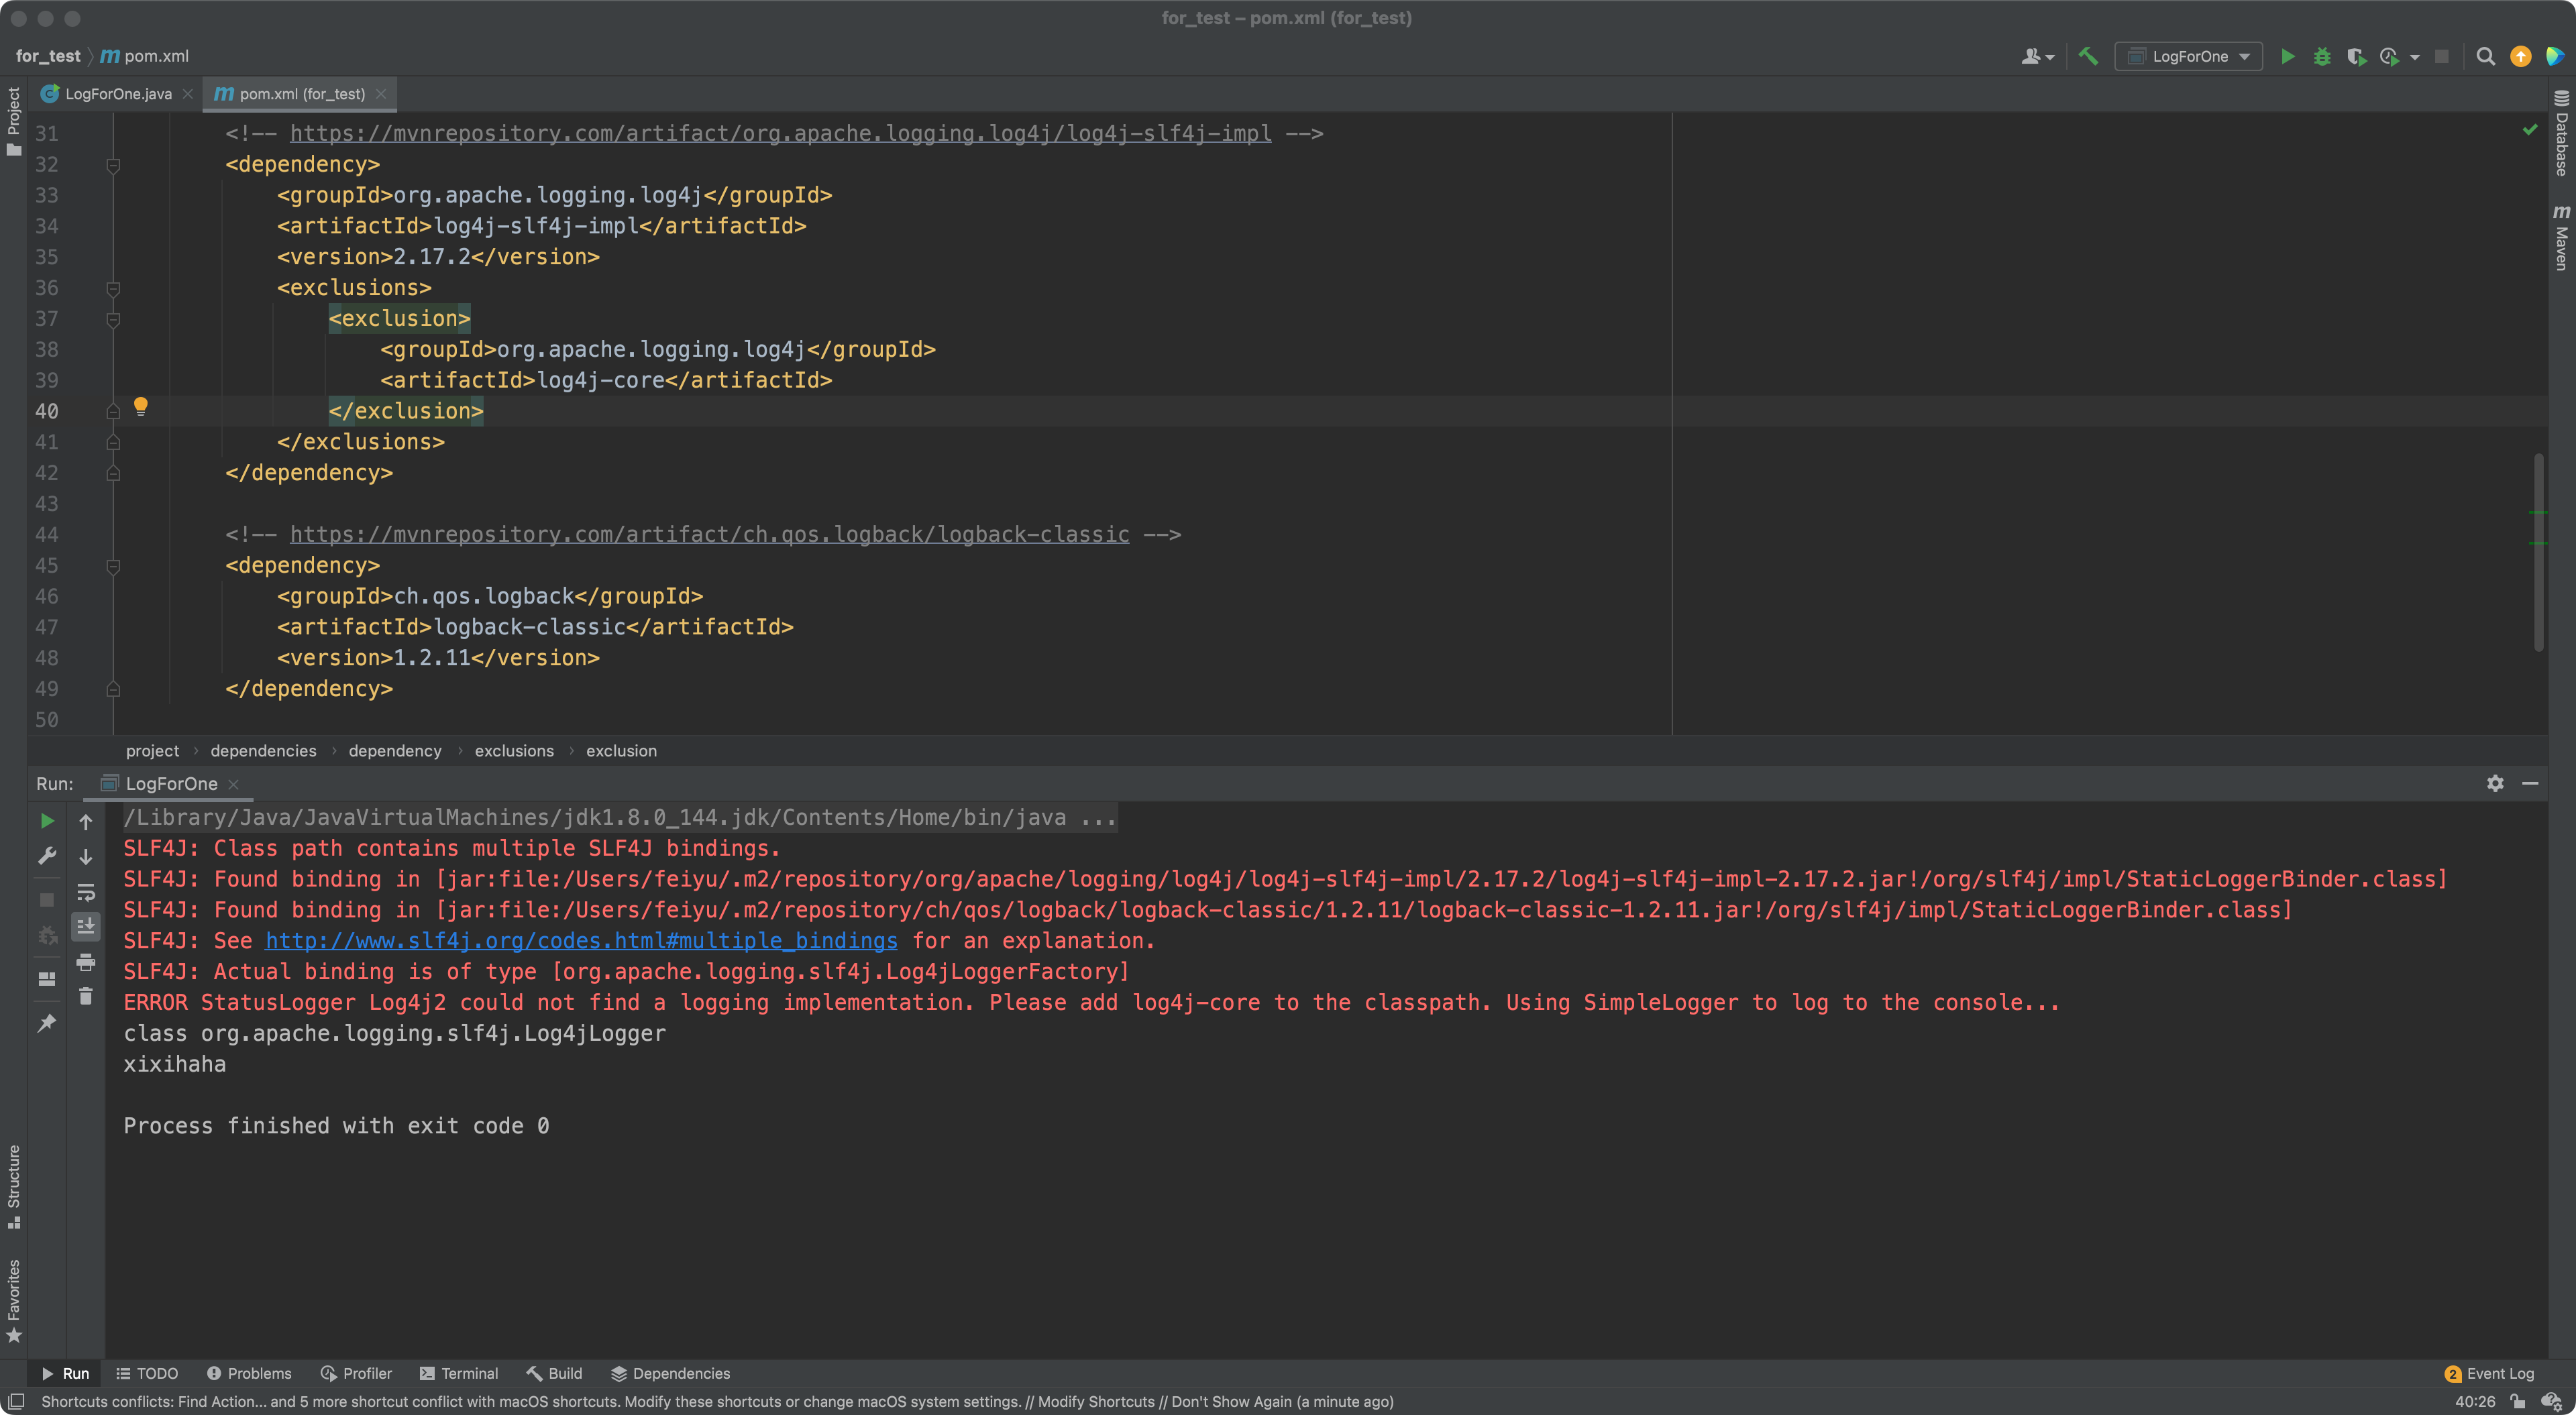 for_test – pom.xml (for_test)
for_test 〉 m pom.xml
LogForOne
LogForOne.java
m pom.xml (for_test)
Project
Database
m Maven
31 <!-- https://mvnrepository.com/artifact/org.apache.logging.log4j/log4j-slf4j-impl -->
32 <dependency>
33 <groupId>org.apache.logging.log4j</groupId>
34 <artifactId>log4j-slf4j-impl</artifactId>
35 <version>2.17.2</version>
36 <exclusions>
37 <exclusion>
38 <groupId>org.apache.logging.log4j</groupId>
39 <artifactId>log4j-core</artifactId>
40 </exclusion>
41 </exclusions>
42 </dependency>
43
44 <!-- https://mvnrepository.com/artifact/ch.qos.logback/logback-classic -->
45 <dependency>
46 <groupId>ch.qos.logback</groupId>
47 <artifactId>logback-classic</artifactId>
48 <version>1.2.11</version>
49 </dependency>
50
project › dependencies › dependency › exclusions › exclusion
Run: LogForOne
/Library/Java/JavaVirtualMachines/jdk1.8.0_144.jdk/Contents/Home/bin/java ...
SLF4J: Class path contains multiple SLF4J bindings.
SLF4J: Found binding in [jar:file:/Users/feiyu/.m2/repository/org/apache/logging/log4j/log4j-slf4j-impl/2.17.2/log4j-slf4j-impl-2.17.2.jar!/org/slf4j/impl/StaticLoggerBinder.class]
SLF4J: Found binding in [jar:file:/Users/feiyu/.m2/repository/ch/qos/logback/logback-classic/1.2.11/logback-classic-1.2.11.jar!/org/slf4j/impl/StaticLoggerBinder.class]
SLF4J: See http://www.slf4j.org/codes.html#multiple_bindings for an explanation.
SLF4J: Actual binding is of type [org.apache.logging.slf4j.Log4jLoggerFactory]
ERROR StatusLogger Log4j2 could not find a logging implementation. Please add log4j-core to the classpath. Using SimpleLogger to log to the console...
class org.apache.logging.slf4j.Log4jLogger
xixihaha
Process finished with exit code 0
Structure
Favorites
Run TODO Problems Profiler Terminal Build Dependencies
2 Event Log
Shortcuts conflicts: Find Action... and 5 more shortcut conflict with macOS shortcuts. Modify these shortcuts or change macOS system settings. // Modify Shortcuts // Don't Show Again (a minute ago)
40:26